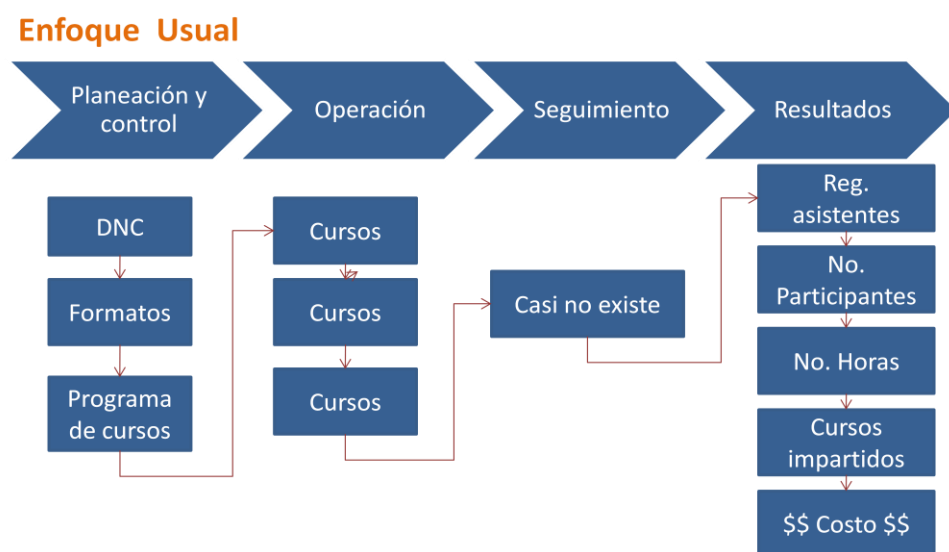 Enfoque Usual
Planeación y
control
Operación
Seguimiento
Resultados
DNC
Formatos
Programa
de cursos
Cursos
Cursos
Cursos
Casi no existe
Reg.
asistentes
No.
Participantes
No. Horas
Cursos
impartidos
$$ Costo $$